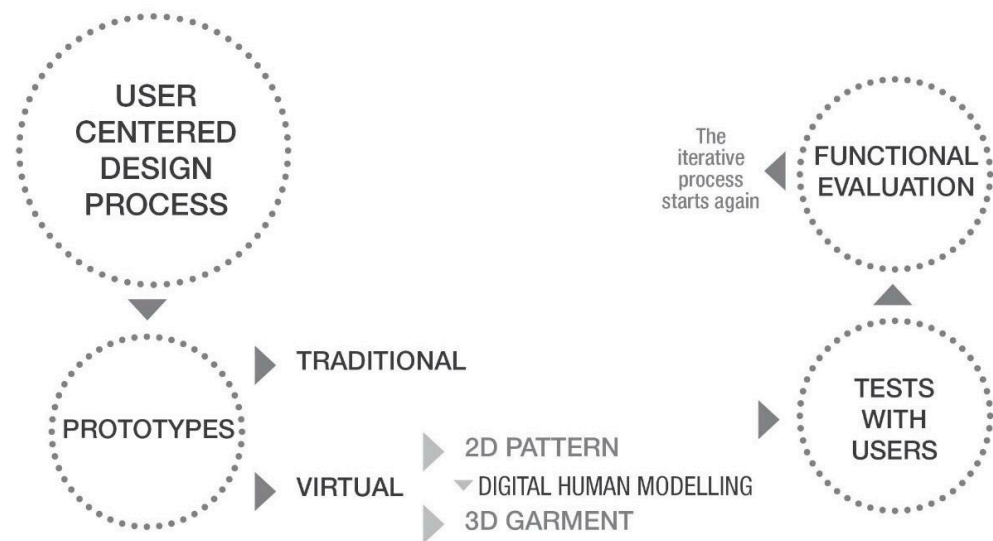 USER
CENTERED
DESIGN
PROCESS
PROTOTYPES
TRADITIONAL
VIRTUAL
2D PATTERN
DIGITAL HUMAN MODELLING
3D GARMENT
TESTS
WITH
USERS
FUNCTIONAL
EVALUATION
The
iterative
process
starts again